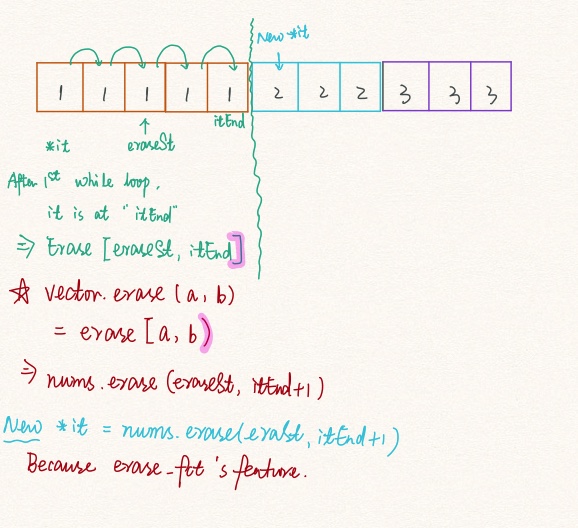 New *it
1 1 1 1 1 2 2 2 3 3 3
itEnd
*it eraseSt
After 1st while loop,
it is at "itEnd"
⇒ Erase [eraseSt, itEnd]
☆ vector.erase (a, b)
= erase [a, b)
⇒ nums.erase (eraseSt, itEnd+1)
New *it = nums.erase( , itEnd+1)
Because erase-fct 's feature.